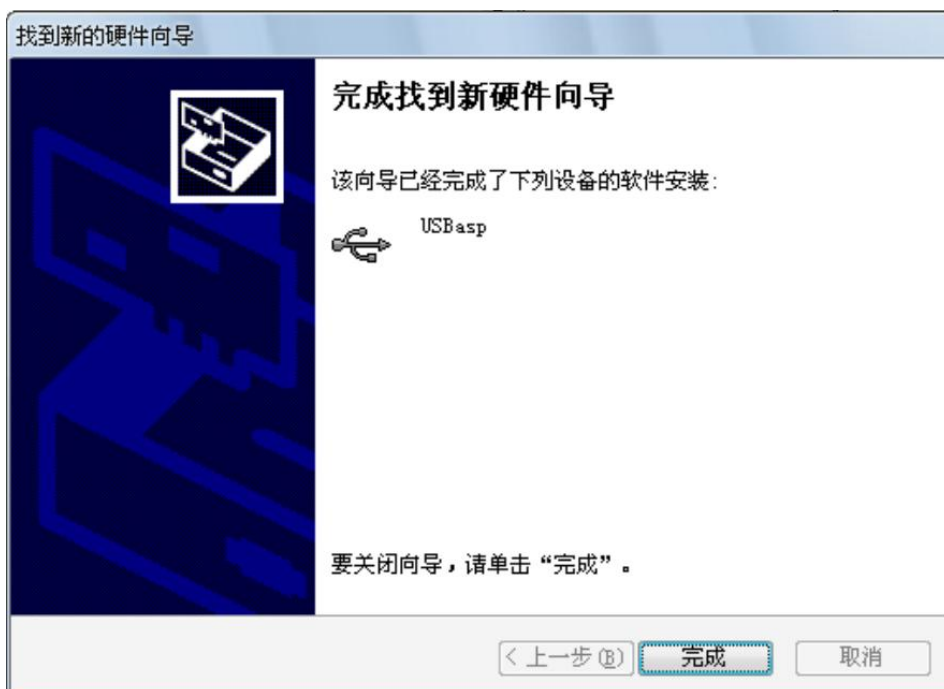 找到新的硬件向导
完成找到新硬件向导
该向导已经完成了下列设备的软件安装:
USBasp
要关闭向导，请单击“完成”。
< 上一步(B)
完成
取消